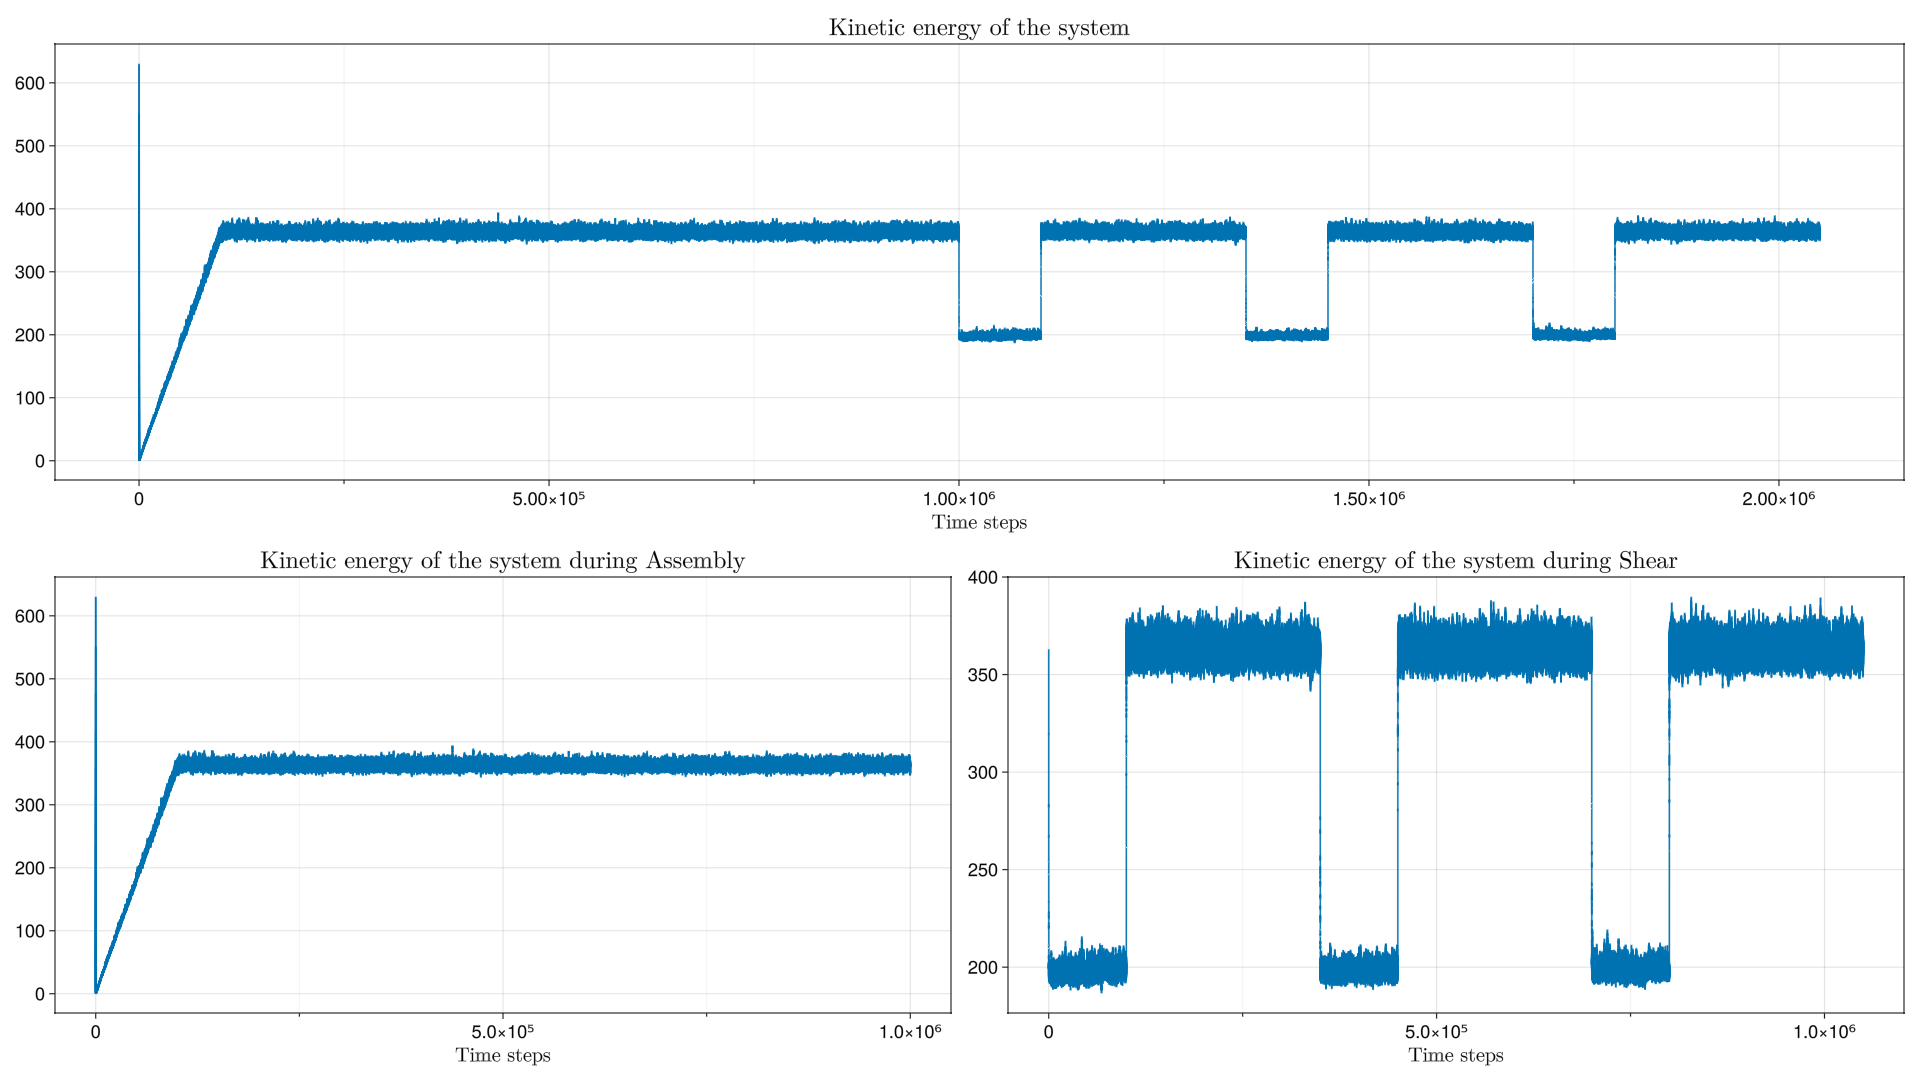 Kinetic energy of the system
600
500
400
300
200
100
0
0 5.00×10⁵ 1.00×10⁶ 1.50×10⁶ 2.00×10⁶
Time steps
Kinetic energy of the system during Assembly
600
500
400
300
200
100
0
0 5.0×10⁵ 1.0×10⁶
Time steps
Kinetic energy of the system during Shear
400
350
300
250
200
0 5.0×10⁵ 1.0×10⁶
Time steps